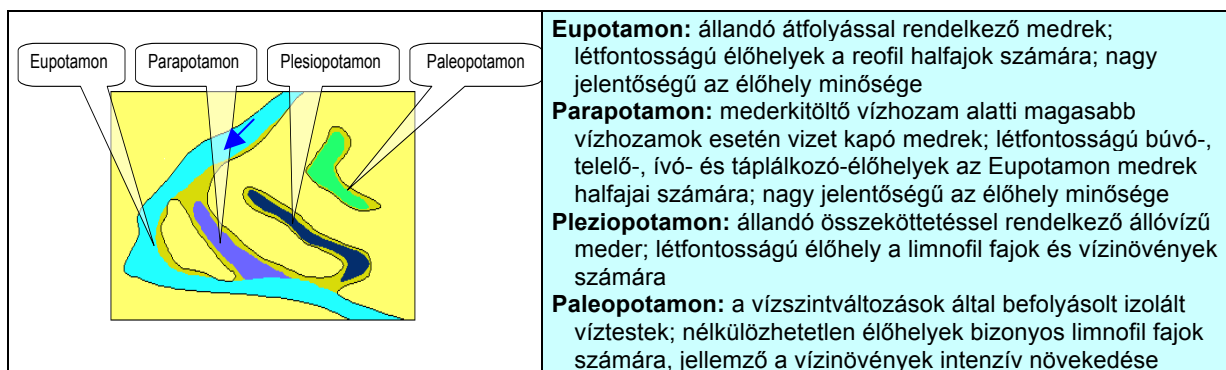 Eupotamon
Parapotamon
Plesiopotamon
Paleopotamon
Eupotamon: állandó átfolyással rendelkező medrek;
létfontosságú élőhelyek a reofil halfajok számára; nagy
jelentőségű az élőhely minősége
Parapotamon: mederkitöltő vízhozam alatti magasabb
vízhozamok esetén vizet kapó medrek; létfontosságú búvó-,
telelő-, ívó- és táplálkozó-élőhelyek az Eupotamon medrek
halfajai számára; nagy jelentőségű az élőhely minősége
Pleziopotamon: állandó összeköttetéssel rendelkező állóvízű
meder; létfontosságú élőhely a limnofil fajok és vízinövények
számára
Paleopotamon: a vízszintváltozások által befolyásolt izolált
víztestek; nélkülözhetetlen élőhelyek bizonyos limnofil fajok
számára, jellemző a vízinövények intenzív növekedése